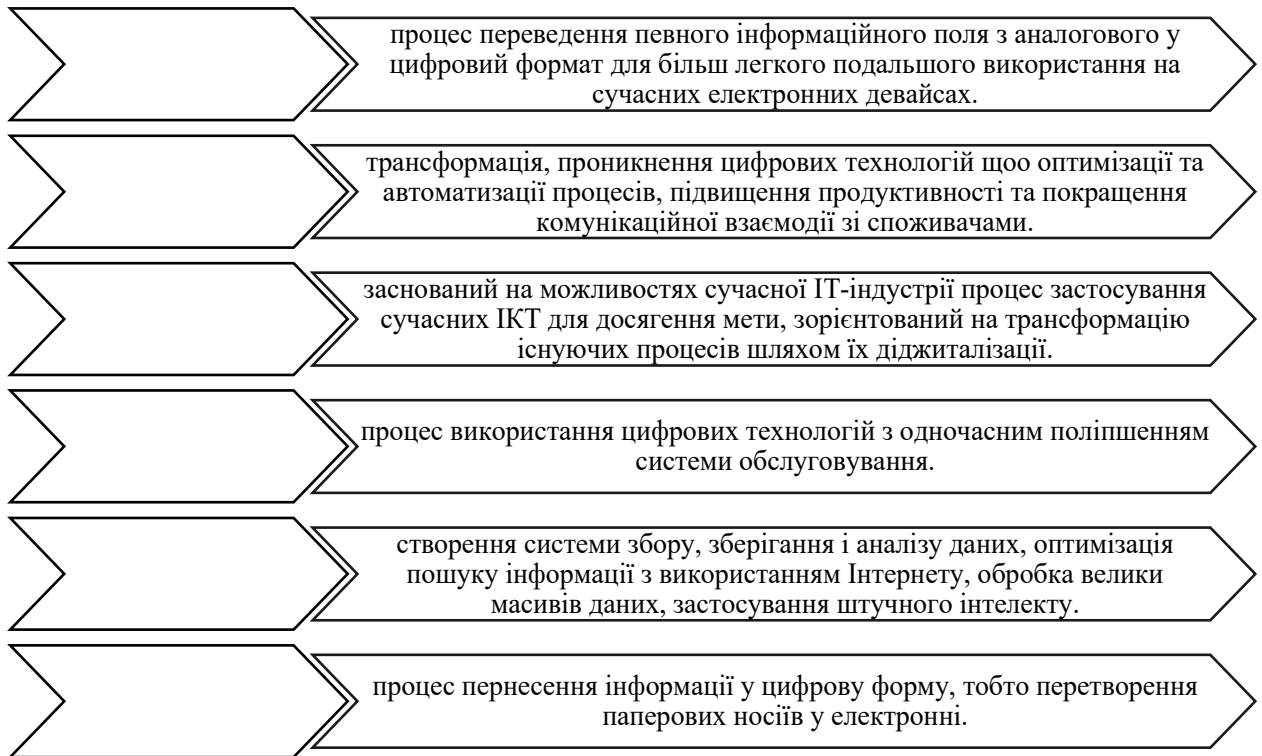 процес переведення певного інформаційного поля з аналогового у
цифровий формат для більш легкого подальшого використання на
сучасних електронних девайсах.
трансформація, проникнення цифрових технологій щоо оптимізації та
автоматизації процесів, підвищення продуктивності та покращення
комунікаційної взаємодії зі споживачами.
заснований на можливостях сучасної ІТ-індустрії процес застосування
сучасних ІКТ для досягення мети, зорієнтований на трансформацію
існуючих процесів шляхом їх діджиталізації.
процес використання цифрових технологій з одночасним поліпшенням
системи обслуговування.
створення системи збору, зберігання і аналізу даних, оптимізація
пошуку інформації з використанням Інтернету, обробка велики
масивів даних, застосування штучного інтелекту.
процес пернесення інформації у цифрову форму, тобто перетворення
паперових носіїв у електронні.